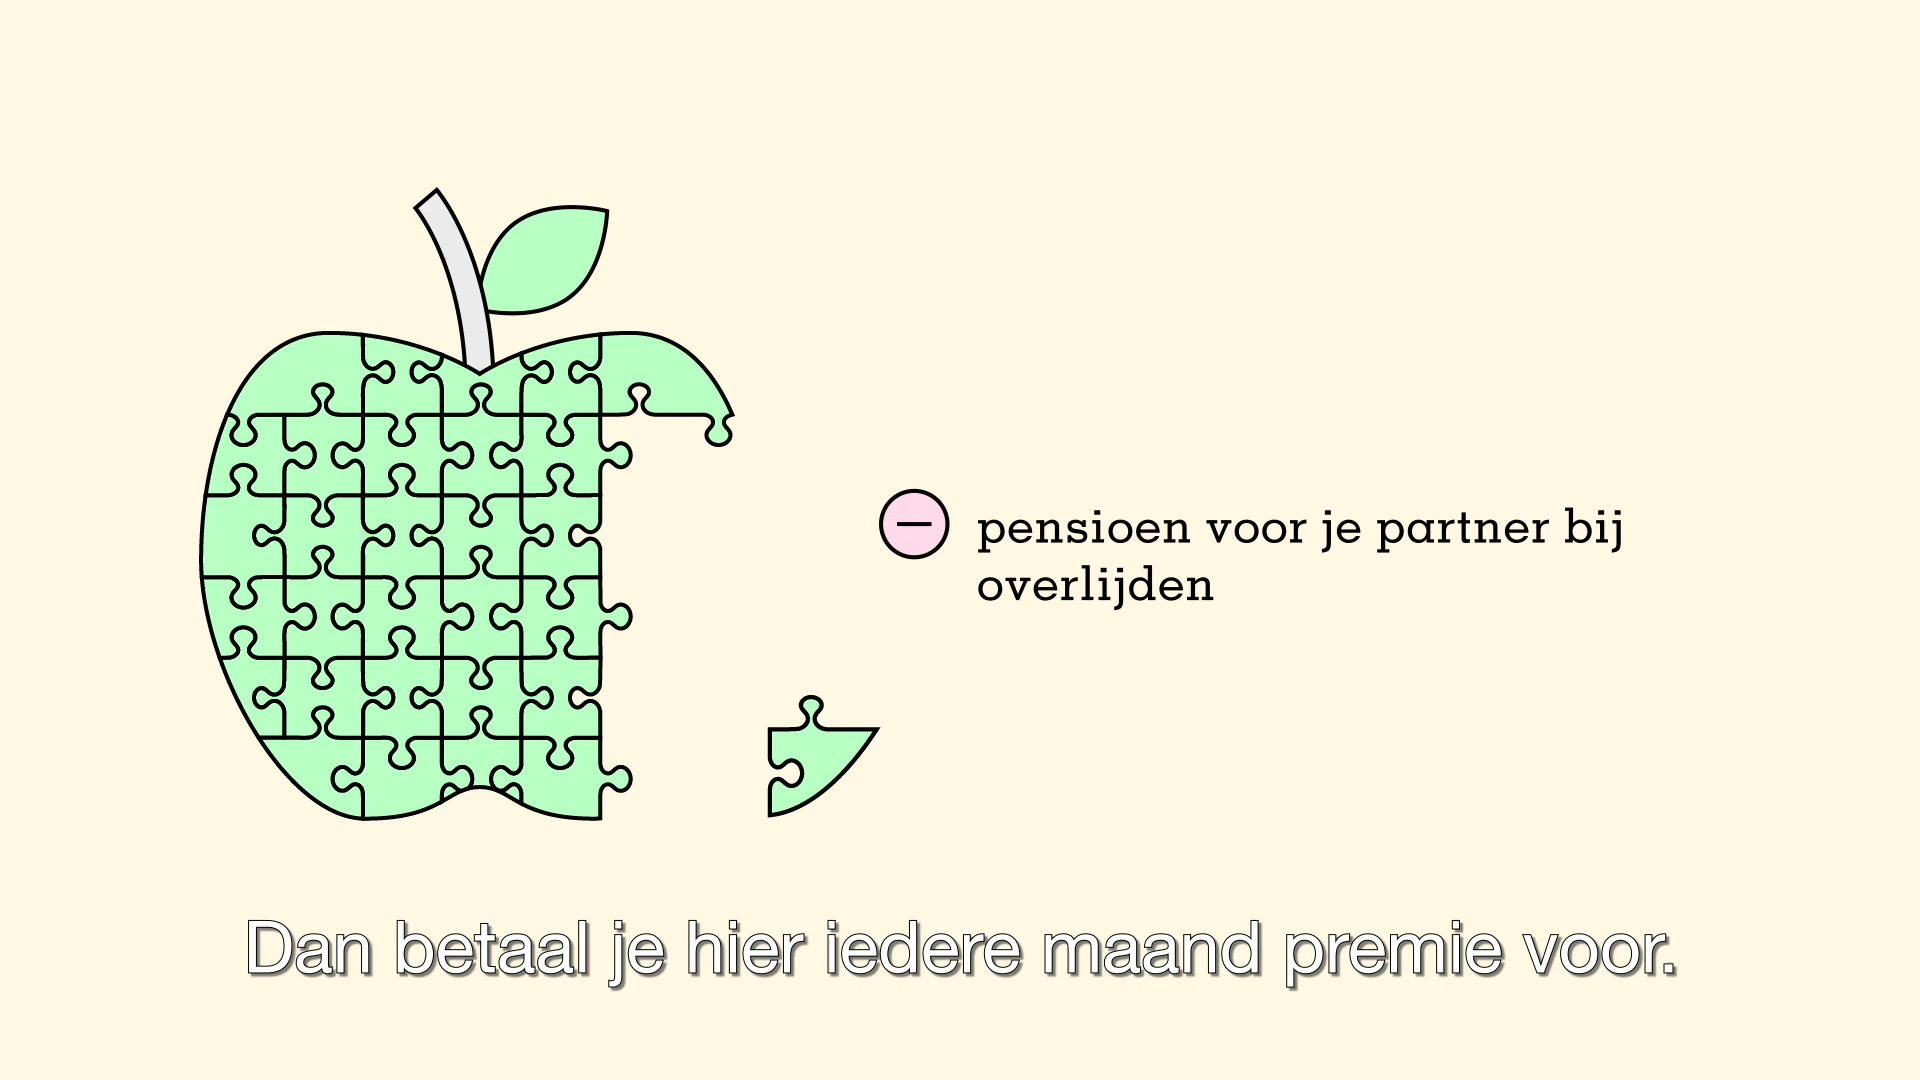 pensioen voor je partner bij
overlijden
Dan betaal je hier iedere maand premie voor.